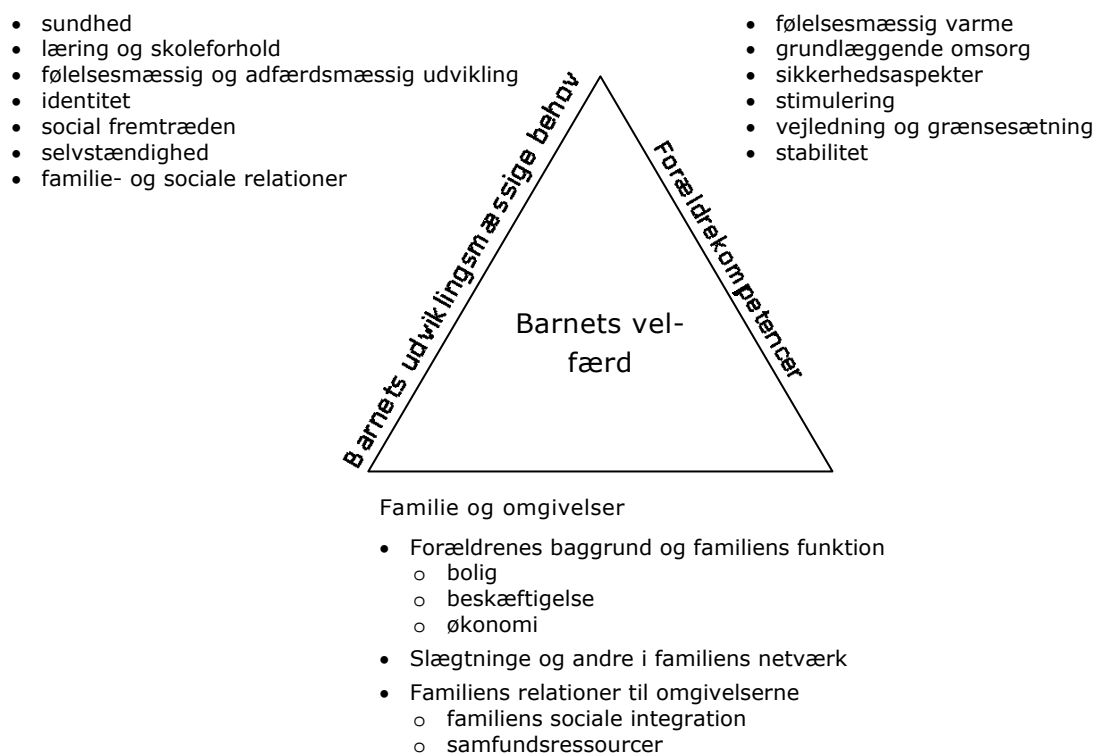 • sundhed
• læring og skoleforhold
• følelsesmæssig og adfærdsmæssig udvikling
• identitet
• social fremtræden
• selvstændighed
• familie- og sociale relationer
• følelsesmæssig varme
• grundlæggende omsorg
• sikkerhedsaspekter
• stimulering
• vejledning og grænsesætning
• stabilitet
Barnets udviklingsmæssige behov
Forældrekompetencer
Barnets vel-
færd
Familie og omgivelser
• Forældrenes baggrund og familiens funktion
o bolig
o beskæftigelse
o økonomi
• Slægtninge og andre i familiens netværk
• Familiens relationer til omgivelserne
o familiens sociale integration
o samfundsressourcer